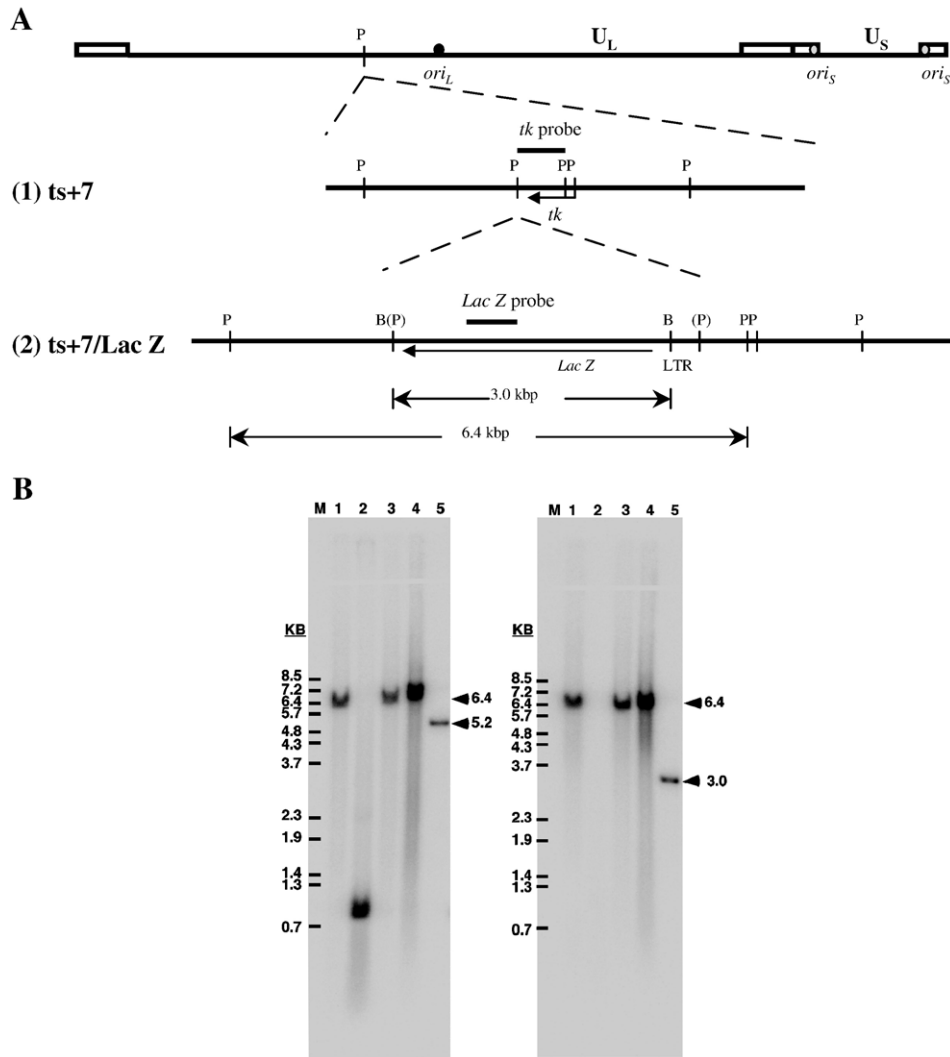 A
P U_L U_S
ori_L ori_S ori_S
tk probe
P P PP P
(1) ts+7
tk
Lac Z probe
P B(P) B (P) PP P
(2) ts+7/Lac Z
Lac Z LTR
3.0 kbp
6.4 kbp
B
M 1 2 3 4 5 M 1 2 3 4 5
KB KB
8.5 8.5
7.2 7.2
6.4 6.4 6.4 6.4
5.7 5.2 5.7
4.8 4.8
4.3 4.3
3.7 3.7
3.0
2.3 2.3
1.9 1.9
1.4 1.4
1.3 1.3
0.7 0.7